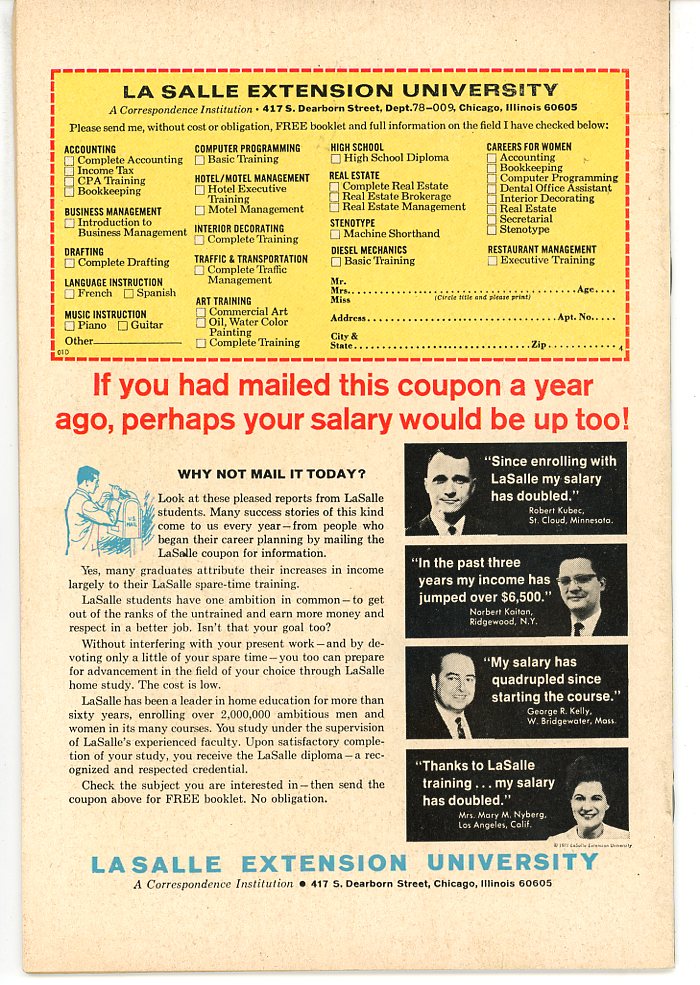 LA SALLE EXTENSION UNIVERSITY
A Correspondence Institution • 417 S. Dearborn Street, Dept. 78-009, Chicago, Illinois 60605
Please send me, without cost or obligation, FREE booklet and full information on the field I have checked below:
ACCOUNTING
Complete Accounting
Income Tax
CPA Training
Bookkeeping
BUSINESS MANAGEMENT
Introduction to
Business Management
DRAFTING
Complete Drafting
LANGUAGE INSTRUCTION
French Spanish
MUSIC INSTRUCTION
Piano Guitar
Other
010
COMPUTER PROGRAMMING
Basic Training
HOTEL/MOTEL MANAGEMENT
Hotel Executive
Training
Motel Management
INTERIOR DECORATING
Complete Training
TRAFFIC & TRANSPORTATION
Complete Traffic
Management
ART TRAINING
Commercial Art
Oil, Water Color
Painting
Complete Training
HIGH SCHOOL
High School Diploma
REAL ESTATE
Complete Real Estate
Real Estate Brokerage
Real Estate Management
STENOTYPE
Machine Shorthand
DIESEL MECHANICS
Basic Training
CAREERS FOR WOMEN
Accounting
Bookkeeping
Computer Programming
Dental Office Assistant
Interior Decorating
Real Estate
Secretarial
Stenotype
RESTAURANT MANAGEMENT
Executive Training
Mr.
Mrs. Age
Miss (Circle title and please print)
Address Apt. No.
City &
State Zip 4
If you had mailed this coupon a year
ago, perhaps your salary would be up too!
WHY NOT MAIL IT TODAY?
U.S.
MAIL
Look at these pleased reports from LaSalle
students. Many success stories of this kind
come to us every year—from people who
began their career planning by mailing the
LaSalle coupon for information.
Yes, many graduates attribute their increases in income
largely to their LaSalle spare-time training.
LaSalle students have one ambition in common—to get
out of the ranks of the untrained and earn more money and
respect in a better job. Isn't that your goal too?
Without interfering with your present work—and by de-
voting only a little of your spare time—you too can prepare
for advancement in the field of your choice through LaSalle
home study. The cost is low.
LaSalle has been a leader in home education for more than
sixty years, enrolling over 2,000,000 ambitious men and
women in its many courses. You study under the supervision
of LaSalle's experienced faculty. Upon satisfactory comple-
tion of your study, you receive the LaSalle diploma—a rec-
ognized and respected credential.
Check the subject you are interested in—then send the
coupon above for FREE booklet. No obligation.
"Since enrolling with
LaSalle my salary
has doubled."
Robert Kubec,
St. Cloud, Minnesota.
"In the past three
years my income has
jumped over $6,500."
Norbert Kaitan,
Ridgewood, N.Y.
"My salary has
quadrupled since
starting the course."
George R. Kelly,
W. Bridgewater, Mass.
"Thanks to LaSalle
training ... my salary
has doubled."
Mrs. Mary M. Nyberg,
Los Angeles, Calif.
© 1971 LaSalle Extension University
LASALLE EXTENSION UNIVERSITY
A Correspondence Institution ● 417 S. Dearborn Street, Chicago, Illinois 60605